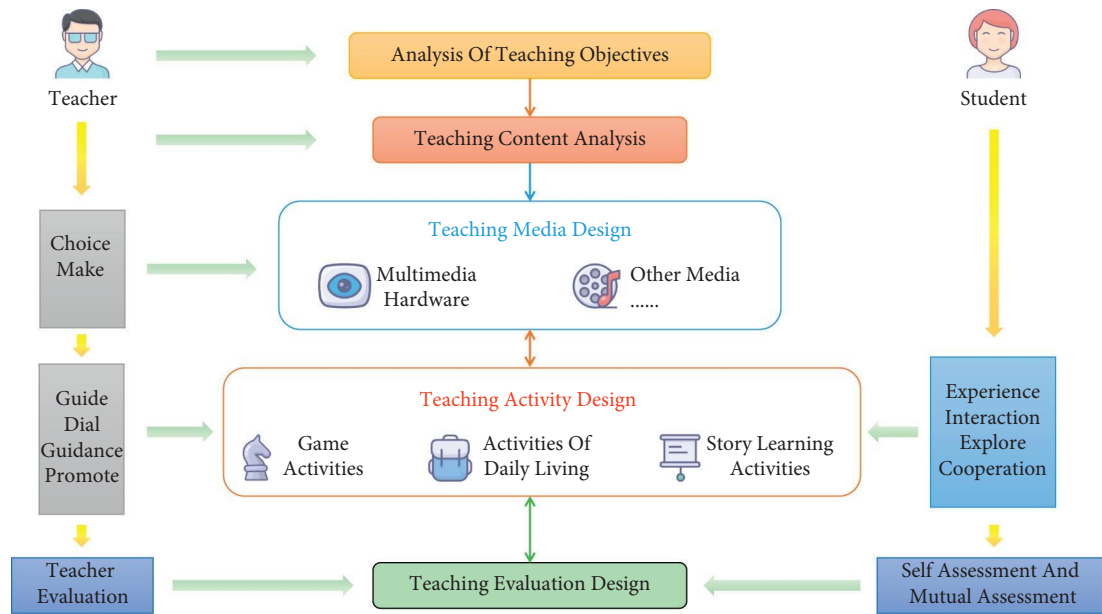 Teacher
Analysis Of Teaching Objectives
Student
Teaching Content Analysis
Choice
Make
Teaching Media Design
Multimedia
Hardware
Other Media
......
Guide
Dial
Guidance
Promote
Teaching Activity Design
Game
Activities
Activities Of
Daily Living
Story Learning
Activities
Experience
Interaction
Explore
Cooperation
Teacher
Evaluation
Teaching Evaluation Design
Self Assessment And
Mutual Assessment